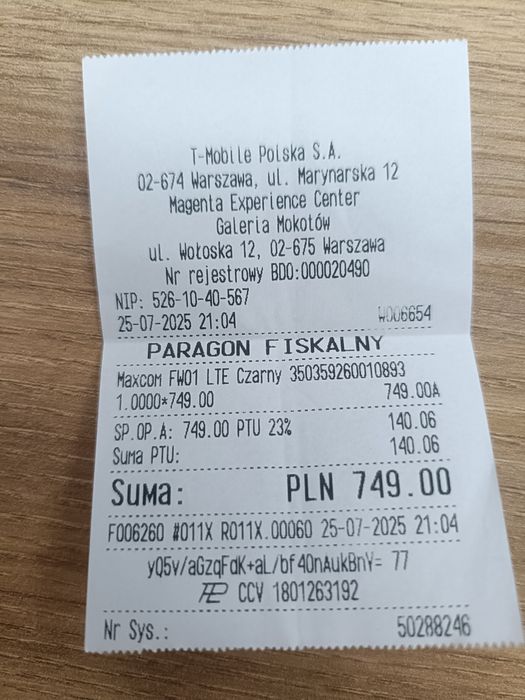 T-Mobile Polska S.A.
02-674 Warszawa, ul. Marynarska 12
Magenta Experience Center
Galeria Mokotów
ul. Wołoska 12, 02-675 Warszawa
Nr rejestrowy BDO:000020490
NIP: 526-10-40-567
25-07-2025 21:04 W006654
PARAGON FISKALNY
Maxcom FW01 LTE Czarny 350359260010893
1.0000*749.00 749.00A
SP.OP.A: 749.00 PTU 23% 140.06
Suma PTU: 140.06
Suma: PLN 749.00
F006260 #011X R011X.00060 25-07-2025 21:04
yQ5v/aGzqFdK+aL/bf40nAukBnY= 77
CCV 1801263192
Nr Sys.: 50288246